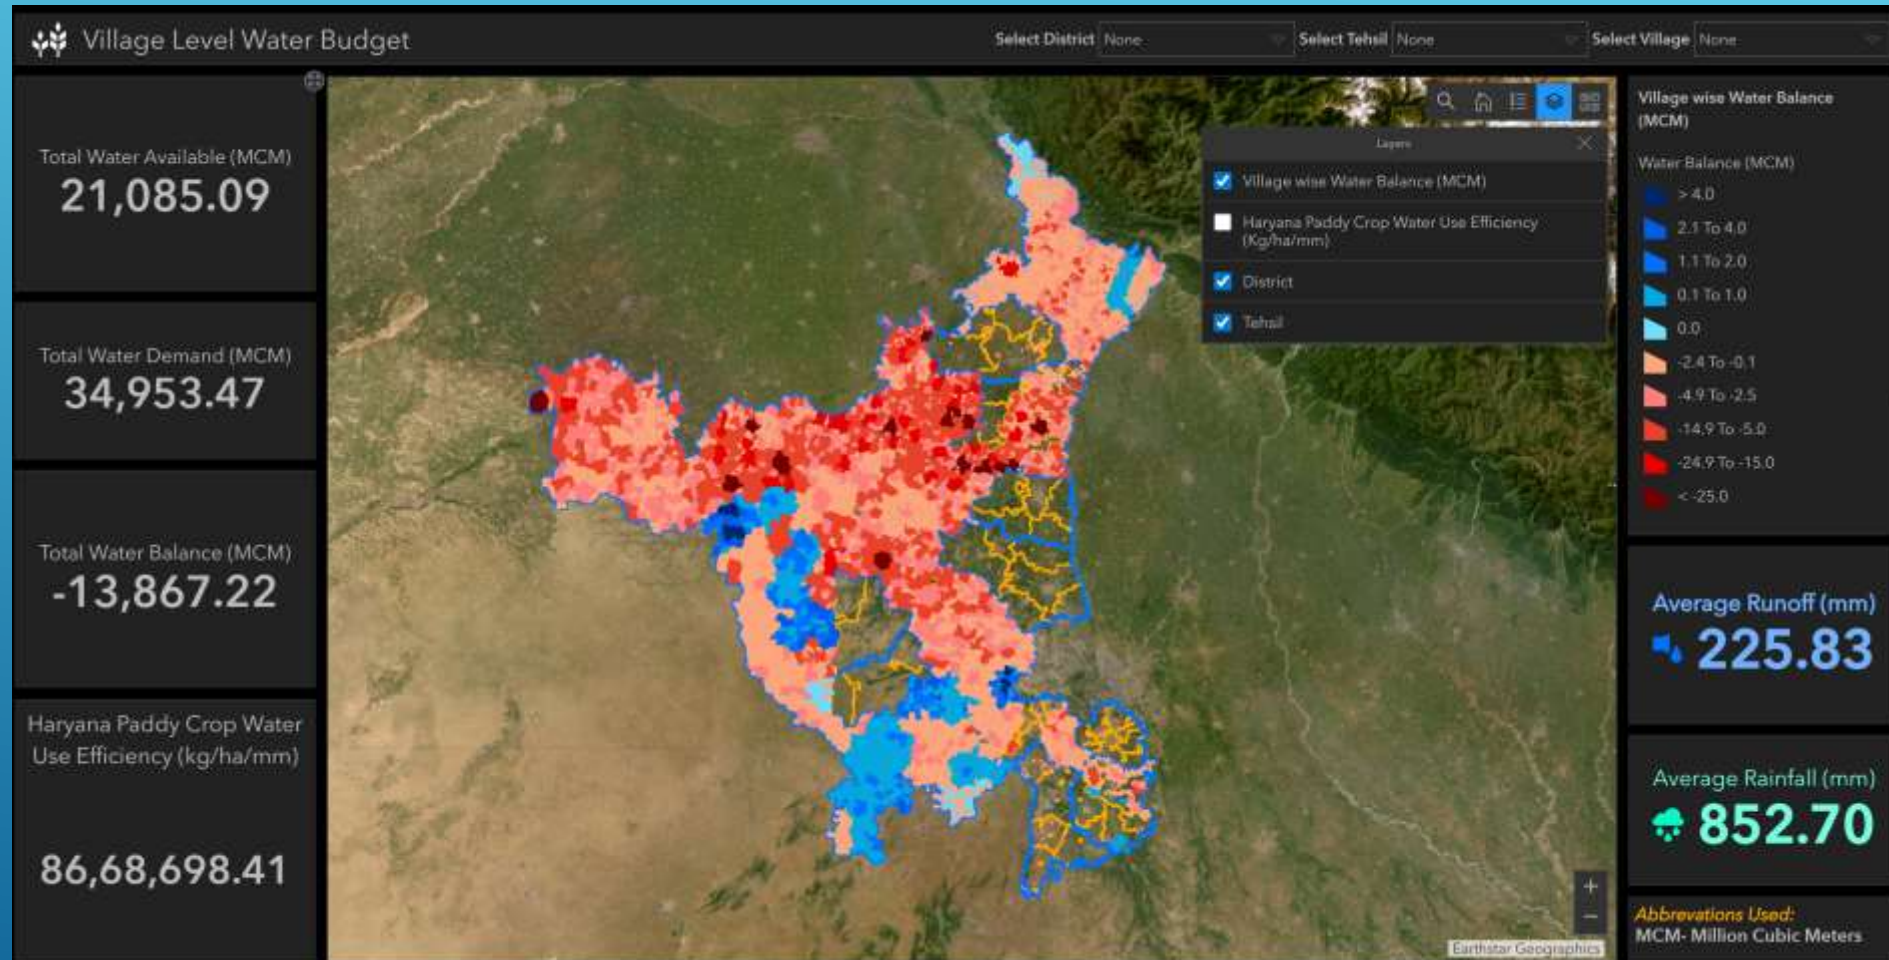 Village Level Water Budget
Select District None
Select Tehsil None
Select Village None
Total Water Available (MCM)
21,085.09
Total Water Demand (MCM)
34,953.47
Total Water Balance (MCM)
-13,867.22
Haryana Paddy Crop Water
Use Efficiency (kg/ha/mm)
86,68,698.41
Layers
Village wise Water Balance (MCM)
Haryana Paddy Crop Water Use Efficiency
(Kg/ha/mm)
District
Tehsil
Earthstar Geographics
Village wise Water Balance
(MCM)
Water Balance (MCM)
> 4.0
2.1 To 4.0
1.1 To 2.0
0.1 To 1.0
0.0
-2.4 To -0.1
-4.9 To -2.5
-14.9 To -5.0
-24.9 To -15.0
< -25.0
Average Runoff (mm)
225.83
Average Rainfall (mm)
852.70
Abbrevations Used:
MCM- Million Cubic Meters